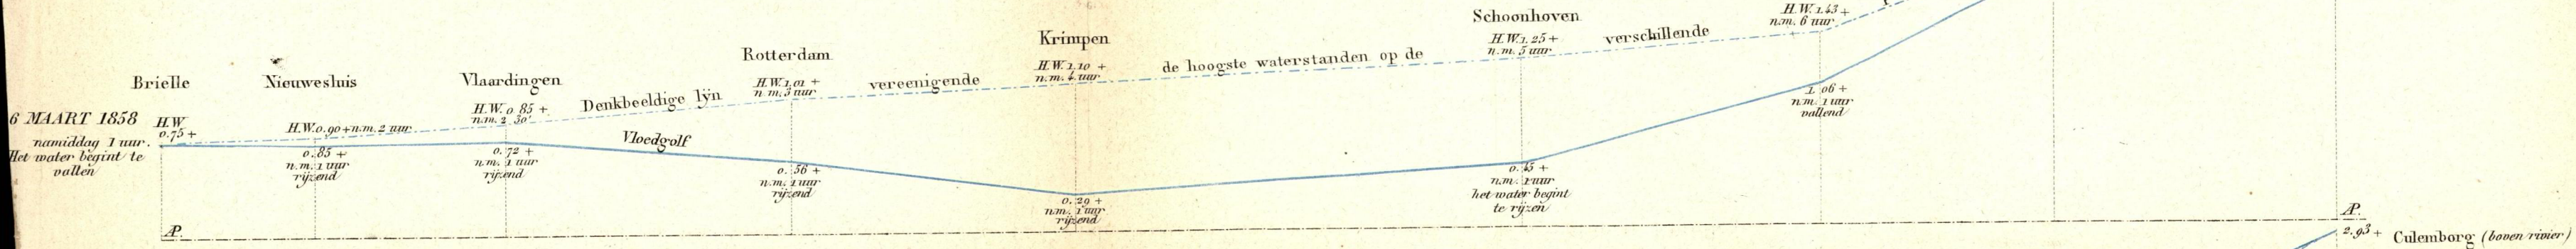 Schoonhoven
H.W. 1.25 +
n.m. 5 uur
H.W. 1.43 +
n.m. 6 uur
Krimpen
H.W. 1.10 +
n.m. 4 uur
Rotterdam
H.W. 1.01 +
n.m. 3 uur
Brielle
Nieuwesluis
Vlaardingen
H.W. 0.85 +
n.m. 2 30'
Denkbeeldige lijn vereenigende de hoogste waterstanden op de verschillende
6 MAART 1858
namiddag 1 uur.
Het water begint te
vallen
H.W
0.75 +
H.W. 0.90 + n.m. 2 uur
Vloedgolf
0.85 +
n.m. 1 uur
rijzend
0.72 +
n.m. 1 uur
rijzend
0.56 +
n.m. 1 uur
rijzend
0.29 +
n.m. 1 uur
rijzend
n.m. 1 uur
het water begint
te rijzen
1.06 +
n.m. 1 uur
vallend
AP.
AP.
2.93 +
Culemborg (boven rivier)